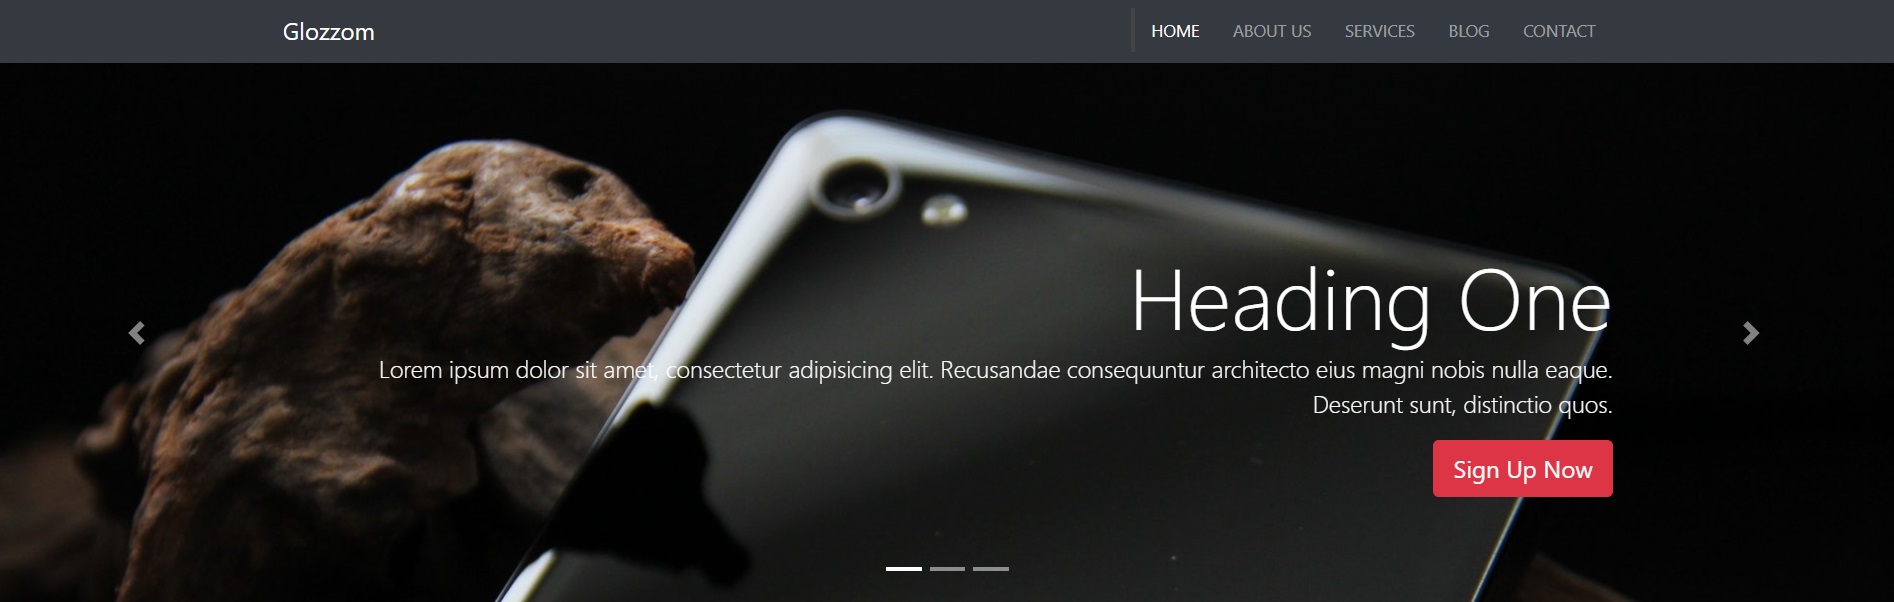 Glozzom
HOME ABOUT US SERVICES BLOG CONTACT
Heading One
Lorem ipsum dolor sit amet, consectetur adipisicing elit. Recusandae consequuntur architecto eius magni nobis nulla eaque.
Deserunt sunt, distinctio quos.
Sign Up Now